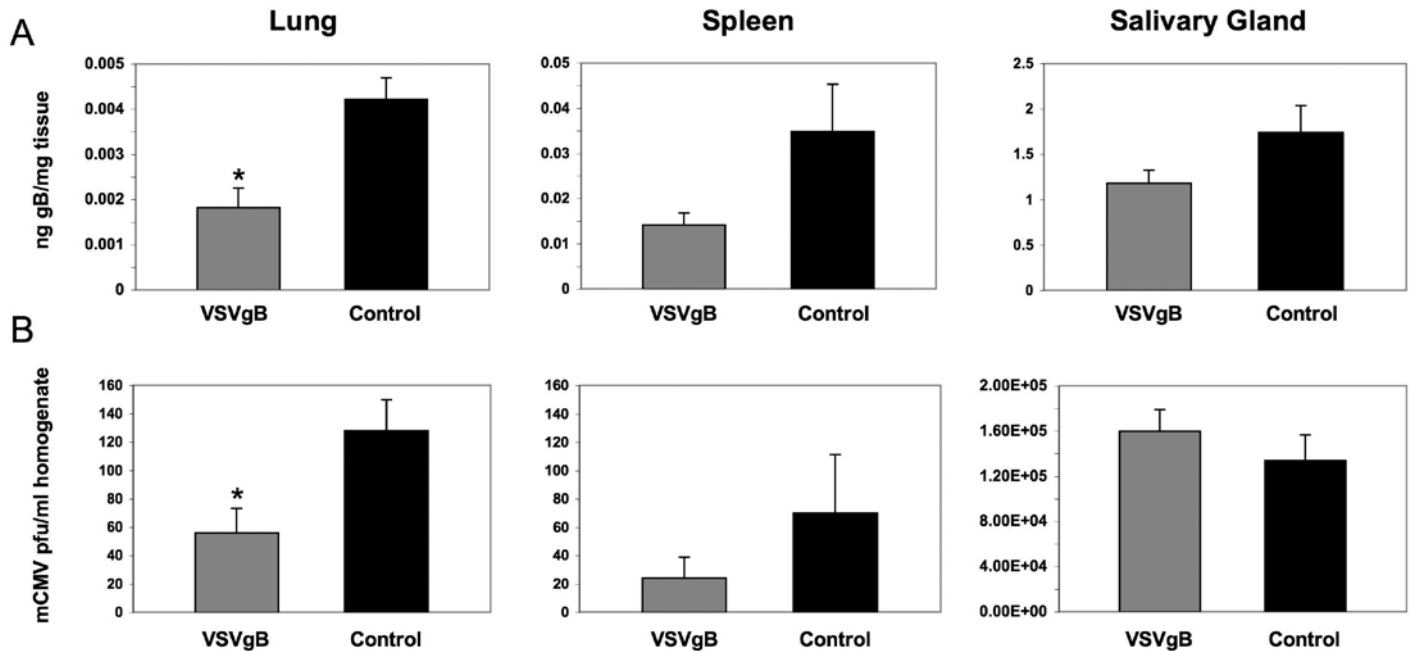 A
Lung
Spleen
Salivary Gland
ng gB/mg tissue
0.005
0.004
0.003
0.002
0.001
0
*
VSVgB
Control
0.05
0.04
0.03
0.02
0.01
0
VSVgB
Control
2.5
2
1.5
1
0.5
0
VSVgB
Control
B
mCMV pfu/ml homogenate
160
140
120
100
80
60
40
20
0
*
VSVgB
Control
160
140
120
100
80
60
40
20
0
VSVgB
Control
2.00E+05
1.60E+05
1.20E+05
8.00E+04
4.00E+04
0.00E+00
VSVgB
Control